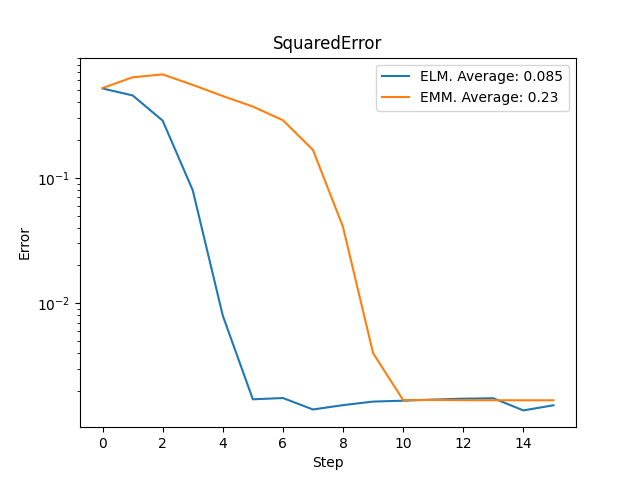 SquaredError
ELM. Average: 0.085
EMM. Average: 0.23
Error
10⁻¹
10⁻²
0 2 4 6 8 10 12 14
Step